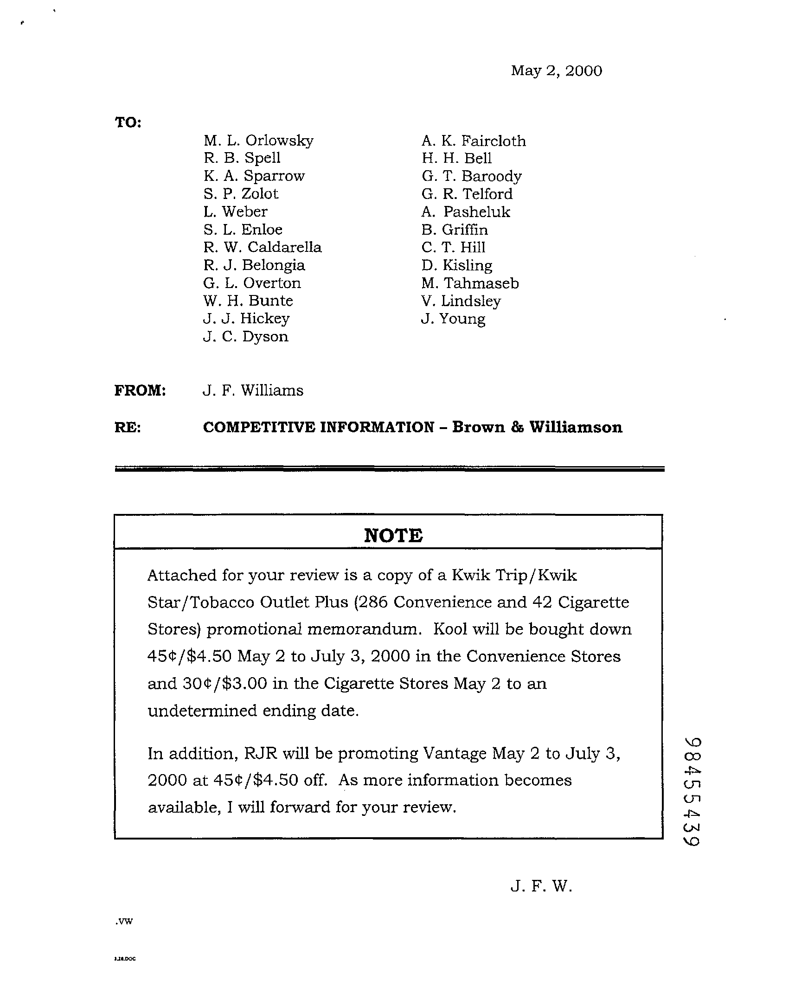 May 2, 2000
TO:
M. L. Orlowsky
R. B. Spell
K. A. Sparrow
S. P. Zolot
L. Weber
S. L. Enloe
R. W. Caldarella
R. J. Belongia
G. L. Overton
W. H. Bunte
J. J. Hickey
J. C. Dyson
A. K. Faircloth
H. H. Bell
G. T. Baroody
G. R. Telford
A. Pasheluk
B. Griffin
C. T. Hill
D. Kisling
M. Tahmaseb
V. Lindsley
J. Young
FROM: J. F. Williams
RE: COMPETITIVE INFORMATION – Brown & Williamson
NOTE
Attached for your review is a copy of a Kwik Trip/Kwik
Star/Tobacco Outlet Plus (286 Convenience and 42 Cigarette
Stores) promotional memorandum. Kool will be bought down
45¢/$4.50 May 2 to July 3, 2000 in the Convenience Stores
and 30¢/$3.00 in the Cigarette Stores May 2 to an
undetermined ending date.
In addition, RJR will be promoting Vantage May 2 to July 3,
2000 at 45¢/$4.50 off. As more information becomes
available, I will forward for your review.
98455439
J. F. W.
.VW